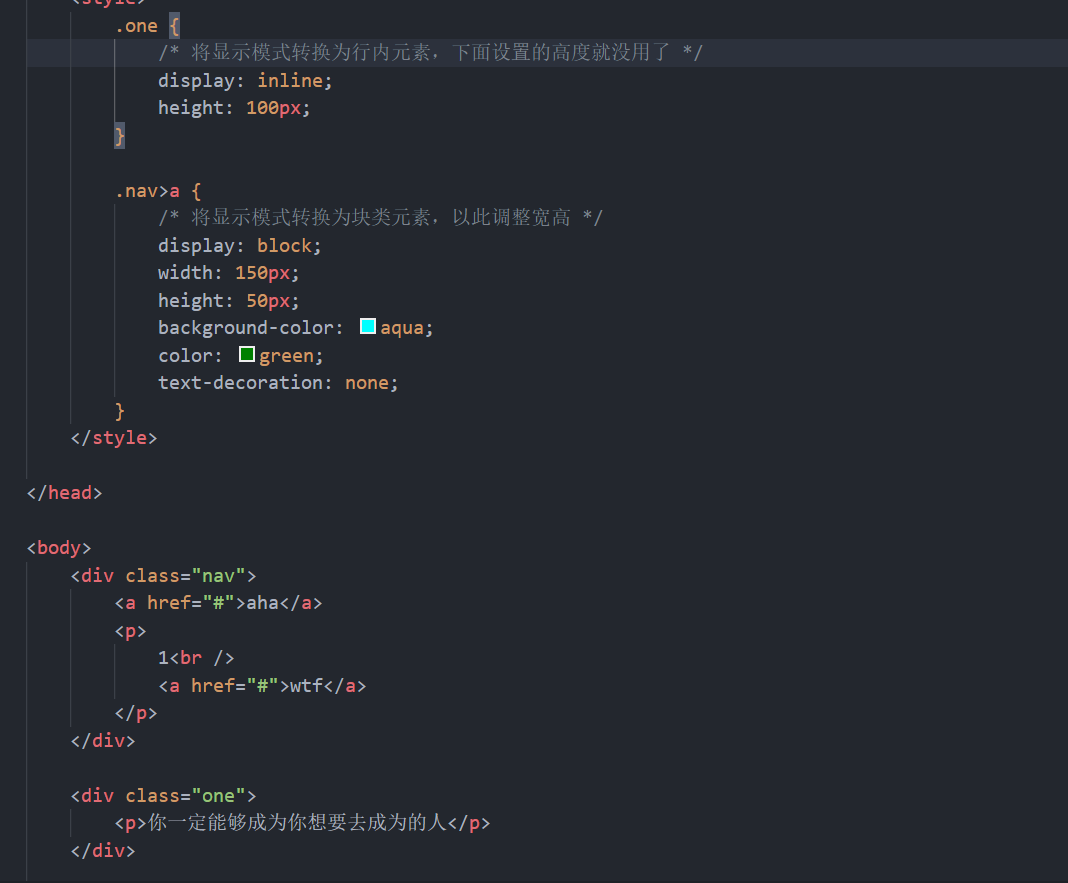 <style>
.one {
/* 将显示模式转换为行内元素，下面设置的高度就没用了 */
display: inline;
height: 100px;
}
.nav>a {
/* 将显示模式转换为块类元素，以此调整宽高 */
display: block;
width: 150px;
height: 50px;
background-color: aqua;
color: green;
text-decoration: none;
}
</style>
</head>
<body>
<div class="nav">
<a href="#">aha</a>
<p>
1<br />
<a href="#">wtf</a>
</p>
</div>
<div class="one">
<p>你一定能够成为你想要去成为的人</p>
</div>